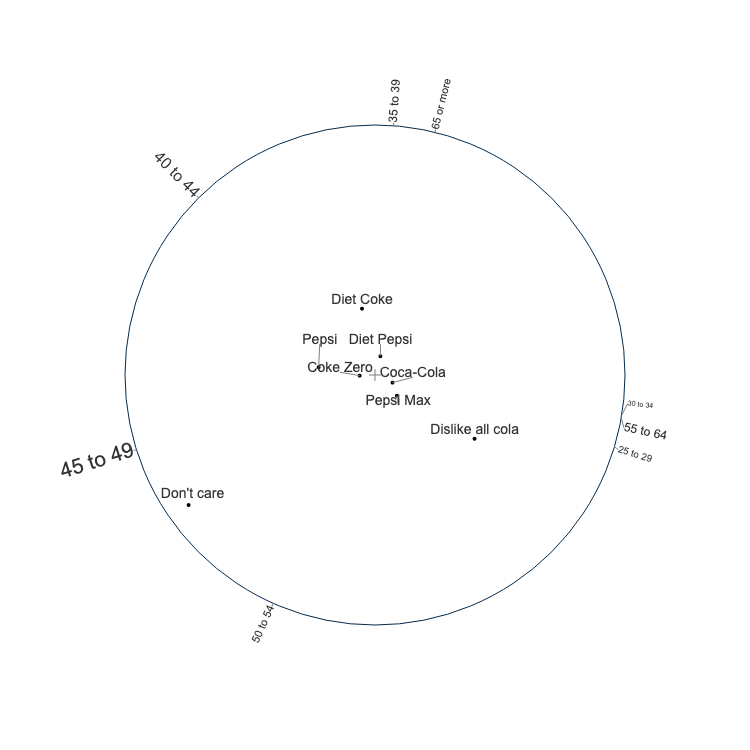 35 to 39
65 or more
40 to 44
Diet Coke
Pepsi
Diet Pepsi
Coke Zero
Coca-Cola
Pepsi Max
30 to 34
Dislike all cola
55 to 64
25 to 29
45 to 49
Don't care
50 to 54